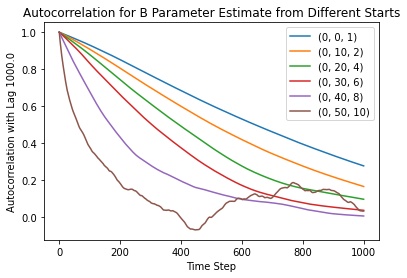 Autocorrelation for B Parameter Estimate from Different Starts
Autocorrelation with Lag 1000.0
1.0
0.8
0.6
0.4
0.2
0.0
(0, 0, 1)
(0, 10, 2)
(0, 20, 4)
(0, 30, 6)
(0, 40, 8)
(0, 50, 10)
0 200 400 600 800 1000
Time Step